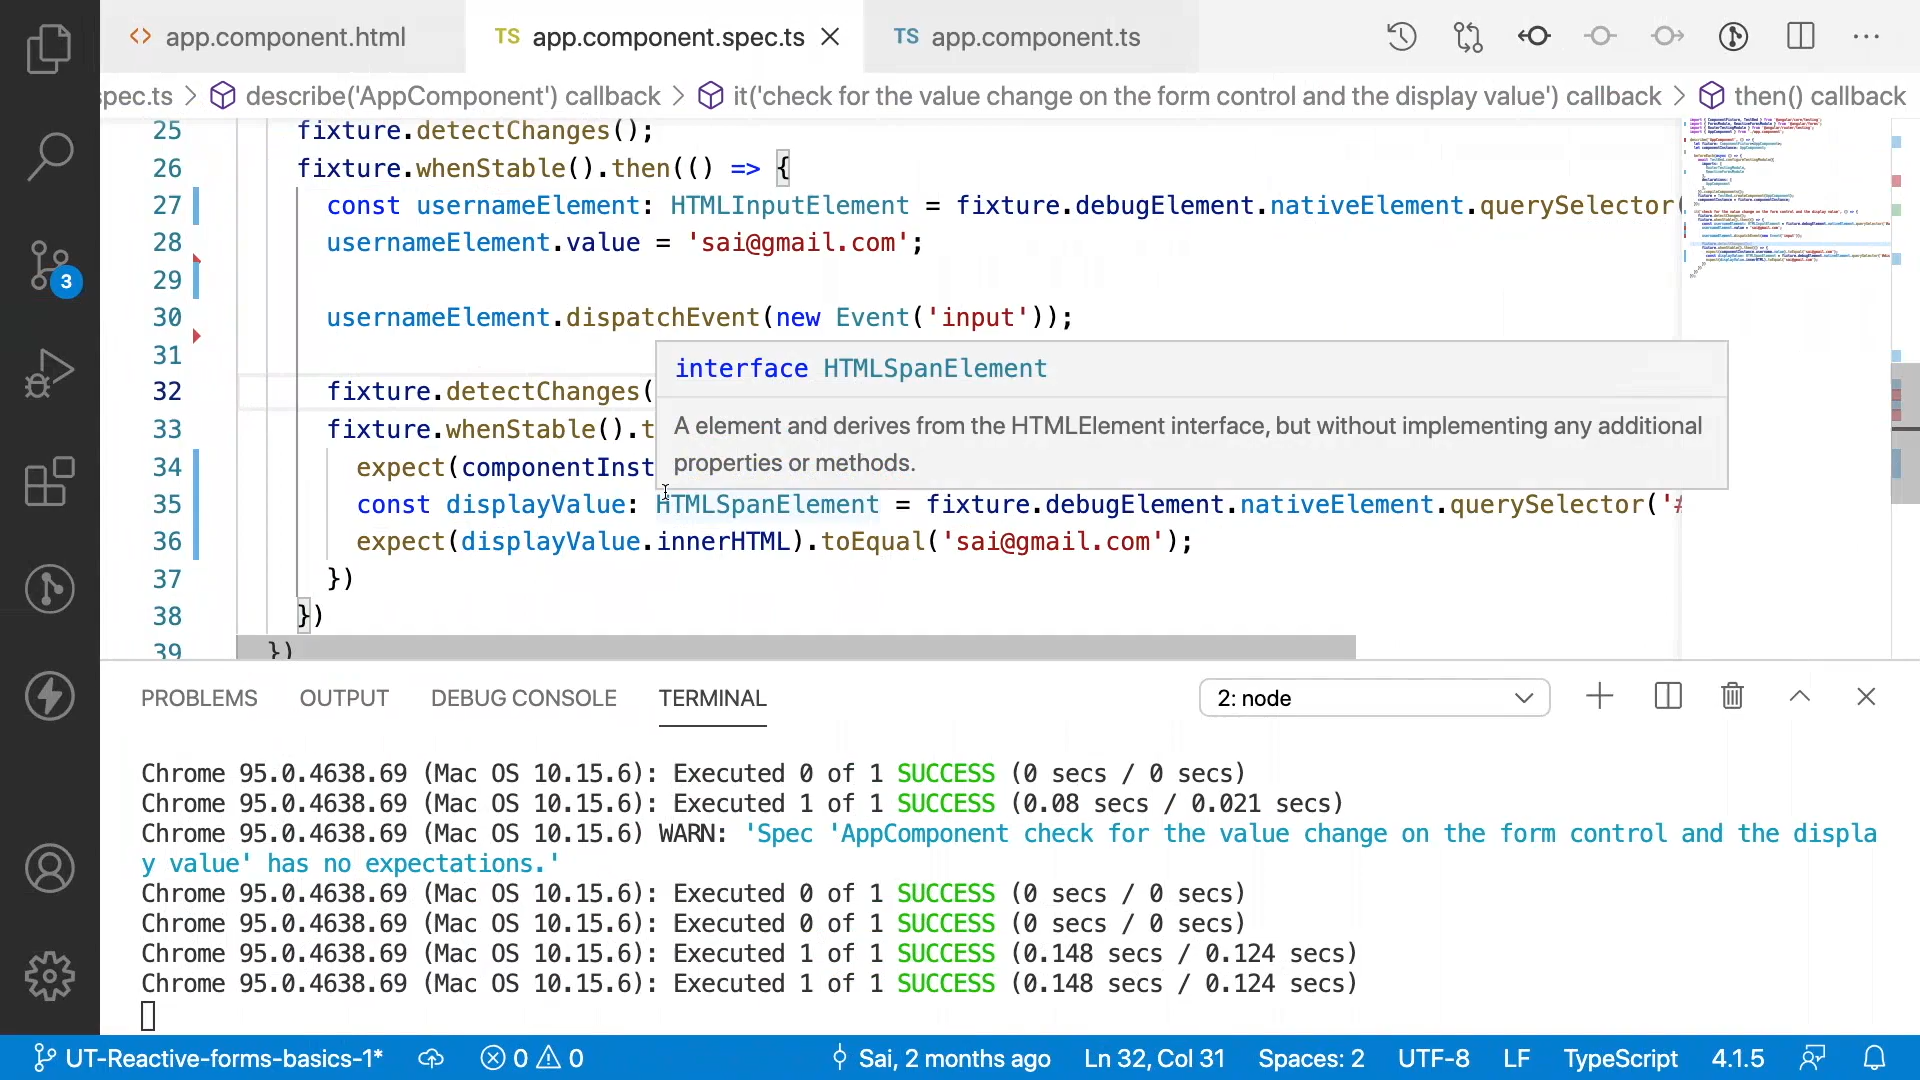 <> app.component.html
TS app.component.spec.ts
TS app.component.ts
spec.ts > describe('AppComponent') callback > it('check for the value change on the form control and the display value') callback > then() callback
25 fixture.detectChanges();
26 fixture.whenStable().then(() => {
27 const usernameElement: HTMLInputElement = fixture.debugElement.nativeElement.querySelector(
28 usernameElement.value = 'sai@gmail.com';
29
30 usernameElement.dispatchEvent(new Event('input'));
31
interface HTMLSpanElement
32 fixture.detectChanges(
A element and derives from the HTMLElement interface, but without implementing any additional
33 fixture.whenStable().t
properties or methods.
34 expect(componentInst
35 const displayValue: HTMLSpanElement = fixture.debugElement.nativeElement.querySelector('#
36 expect(displayValue.innerHTML).toEqual('sai@gmail.com');
37 })
38 })
39 })
3
PROBLEMS OUTPUT DEBUG CONSOLE TERMINAL 2: node
Chrome 95.0.4638.69 (Mac OS 10.15.6): Executed 0 of 1 SUCCESS (0 secs / 0 secs)
Chrome 95.0.4638.69 (Mac OS 10.15.6): Executed 1 of 1 SUCCESS (0.08 secs / 0.021 secs)
Chrome 95.0.4638.69 (Mac OS 10.15.6) WARN: 'Spec 'AppComponent check for the value change on the form control and the displa
y value' has no expectations.'
Chrome 95.0.4638.69 (Mac OS 10.15.6): Executed 0 of 1 SUCCESS (0 secs / 0 secs)
Chrome 95.0.4638.69 (Mac OS 10.15.6): Executed 0 of 1 SUCCESS (0 secs / 0 secs)
Chrome 95.0.4638.69 (Mac OS 10.15.6): Executed 1 of 1 SUCCESS (0.148 secs / 0.124 secs)
Chrome 95.0.4638.69 (Mac OS 10.15.6): Executed 1 of 1 SUCCESS (0.148 secs / 0.124 secs)
UT-Reactive-forms-basics-1* 0 0 Sai, 2 months ago Ln 32, Col 31 Spaces: 2 UTF-8 LF TypeScript 4.1.5